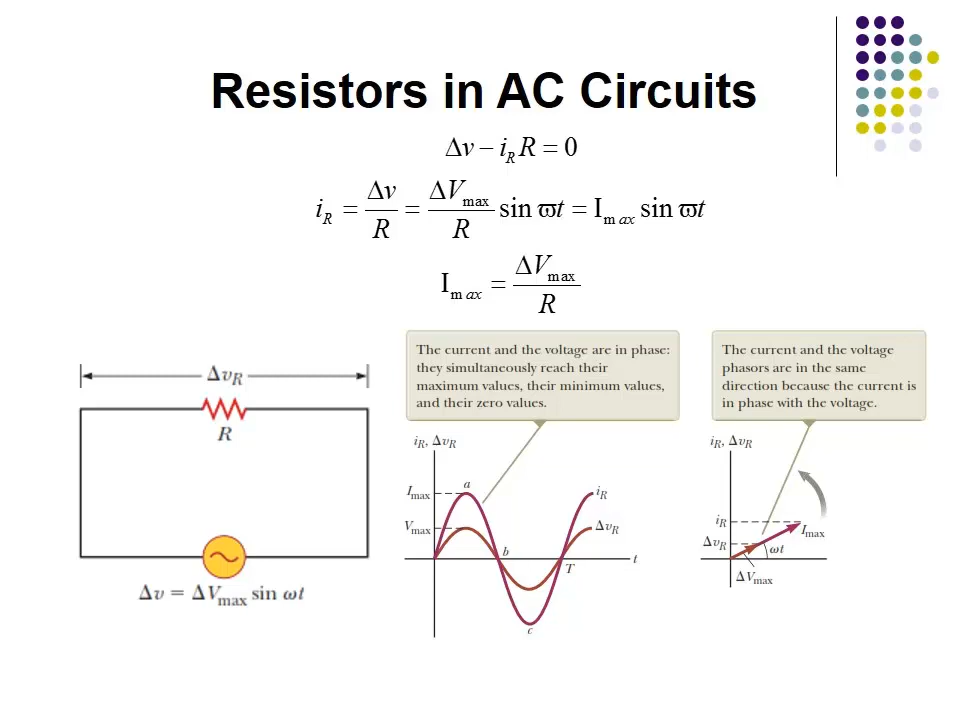 Resistors in AC Circuits
Δv − i_R R = 0
i_R = Δv/R = ΔV_max/R sin ϖt = I_max sin ϖt
I_max = ΔV_max/R
Δv_R
R
Δv = ΔV_max sin ωt
The current and the voltage are in phase:
they simultaneously reach their
maximum values, their minimum values,
and their zero values.
i_R, Δv_R
I_max
a
i_R
V_max
Δv_R
b
t
T
c
The current and the voltage
phasors are in the same
direction because the current is
in phase with the voltage.
i_R, Δv_R
i_R
I_max
Δv_R
ωt
ΔV_max